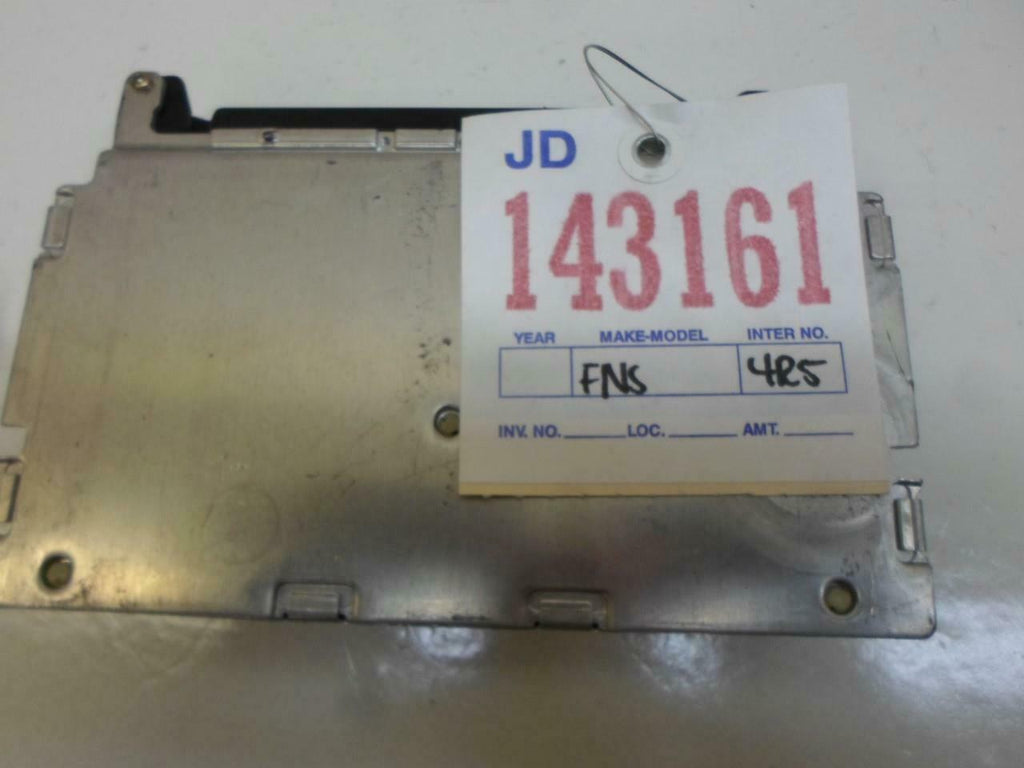 JD
143161
YEAR MAKE-MODEL INTER NO.
FNS 4R5
INV. NO. LOC. AMT.